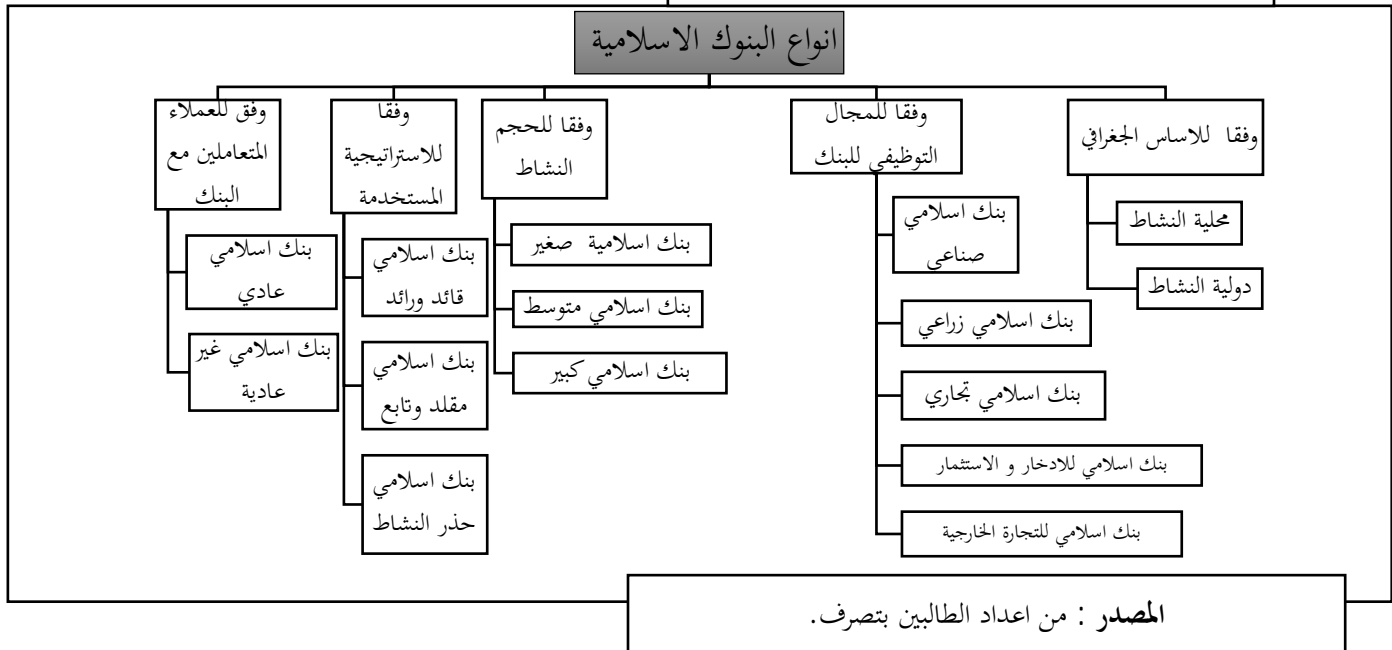 انواع البنوك الاسلامية
وفقا للاساس الجغرافي
محلية النشاط
دولية النشاط
وفقا للمجال
التوظيفي للبنك
بنك اسلامي
صناعي
بنك اسلامي زراعي
بنك اسلامي تجاري
بنك اسلامي للادخار و الاستثمار
بنك اسلامي للتجارة الخارجية
وفقا للحجم
النشاط
بنك اسلامية صغير
بنك اسلامي متوسط
بنك اسلامي كبير
وفقا
للاستراتيجية
المستخدمة
بنك اسلامي
قائد ورائد
بنك اسلامي
مقلد وتابع
بنك اسلامي
حذر النشاط
وفق للعملاء
المتعاملين مع
البنك
بنك اسلامي
عادي
بنك اسلامي غير
عادية
المصدر : من اعداد الطالبين بتصرف.